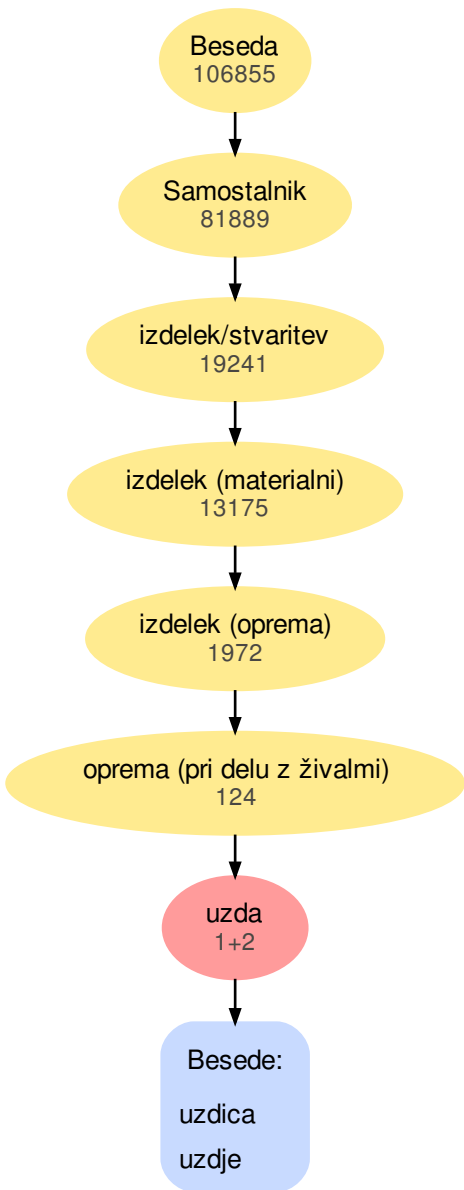 Beseda
106855
Samostalnik
81889
izdelek/stvaritev
19241
izdelek (materialni)
13175
izdelek (oprema)
1972
oprema (pri delu z živalmi)
124
uzda
1+2
Besede:
uzdica
uzdje